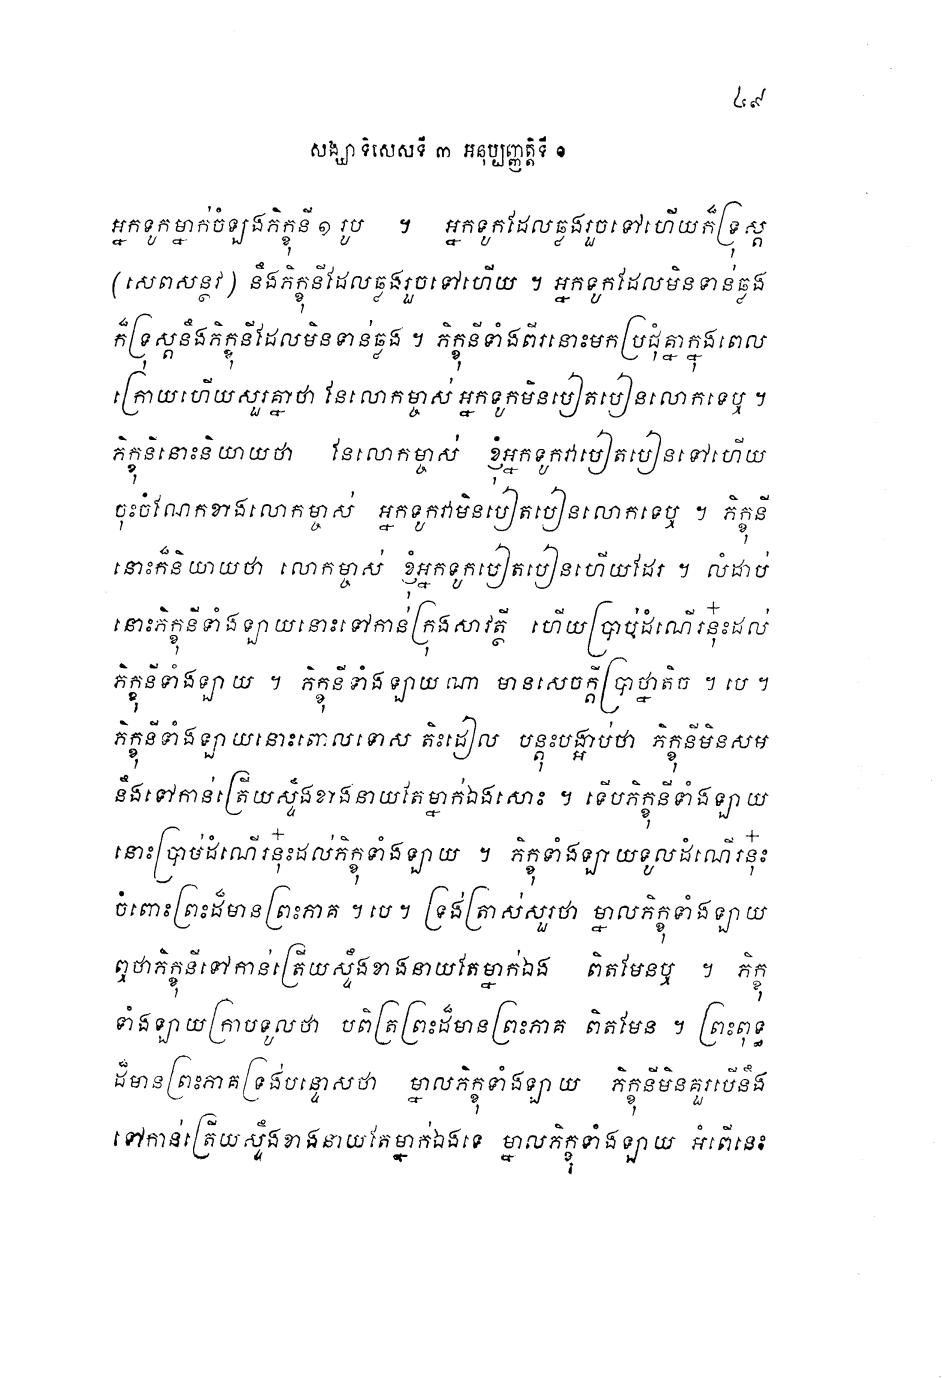 ៤៩
សង្ឃាទិសេសទី ៣ អនុប្បញ្ញត្តិទី ១
អ្នកទូកម្នាក់ចំឡងភិក្ខុនី ១ រូប ។ អ្នកទូកដែលឆ្លងរួចទៅហើយក៏ទ្រុស្ត
(សេពសន្ថវ) នឹងភិក្ខុនីដែលឆ្លងរួចទៅហើយ ។ អ្នកទូកដែលមិនទាន់ឆ្លង
ក៏ទ្រុស្តនឹងភិក្ខុនីដែលមិនទាន់ឆ្លង ។ ភិក្ខុនីទាំងពីរនោះមកប្រជុំគ្នាក្នុងពេល
ក្រោយហើយសួរគ្នាថា នែលោកម្ចាស់ អ្នកទូកមិនបៀតបៀនលោកទេឬ ។
ភិក្ខុនីនោះនិយាយថា នែលោកម្ចាស់ ខ្ញុំអ្នកទូកវាបៀតបៀនទៅហើយ
ចុះចំណែកខាងលោកម្ចាស់ អ្នកទូកវាមិនបៀតបៀនលោកទេឬ ។ ភិក្ខុនី
នោះក៏និយាយថា លោកម្ចាស់ ខ្ញុំអ្នកទូកបៀតបៀនហើយដែរ ។ លំដាប់
នោះភិក្ខុនីទាំងឡាយនោះទៅកាន់ក្រុងសាវត្ថី ហើយប្រាប់ដំណើរនុ៎ះដល់
ភិក្ខុនីទាំងឡាយ ។ ភិក្ខុនីទាំងឡាយណា មានសេចក្តីប្រាថ្នាតិច ។ បេ ។
ភិក្ខុនីទាំងឡាយនោះពោលទោស តិះដៀល បន្តុះបង្អាប់ថា ភិក្ខុនីមិនសម
នឹងទៅកាន់ត្រើយស្ទឹងខាងនាយតែម្នាក់ឯងសោះ ។ ទើបភិក្ខុនីទាំងឡាយ
នោះប្រាប់ដំណើរនុ៎ះដល់ភិក្ខុទាំងឡាយ ។ ភិក្ខុទាំងឡាយទូលដំណើរនុ៎ះ
ចំពោះព្រះដ៏មានព្រះភាគ ។ បេ ។ ទ្រង់ត្រាស់សួរថា ម្នាលភិក្ខុទាំងឡាយ
ឮថាភិក្ខុនីទៅកាន់ត្រើយស្ទឹងខាងនាយតែម្នាក់ឯង ពិតមែនឬ ។ ភិក្ខុ
ទាំងឡាយក្រាបទូលថា បពិត្រព្រះដ៏មានព្រះភាគ ពិតមែន ។ ព្រះពុទ្ធ
ដ៏មានព្រះភាគទ្រង់បន្ទោសថា ម្នាលភិក្ខុទាំងឡាយ ភិក្ខុនីមិនគួរបើនឹង
ទៅកាន់ត្រើយស្ទឹងខាងនាយតែម្នាក់ឯងទេ ម្នាលភិក្ខុទាំងឡាយ អំពើនេះ